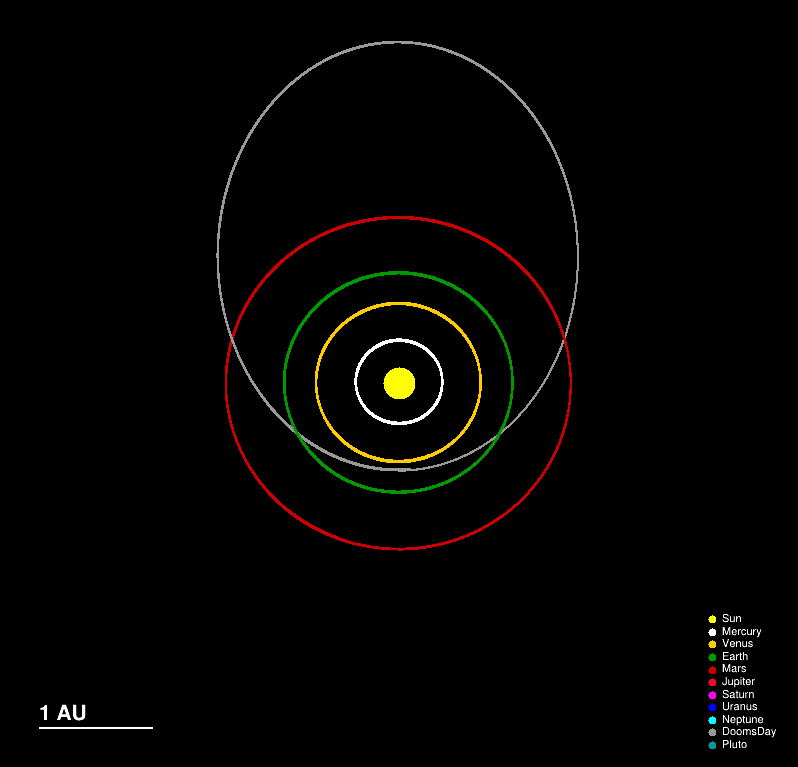 1 AU
Sun
Mercury
Venus
Earth
Mars
Jupiter
Saturn
Uranus
Neptune
DoomsDay
Pluto